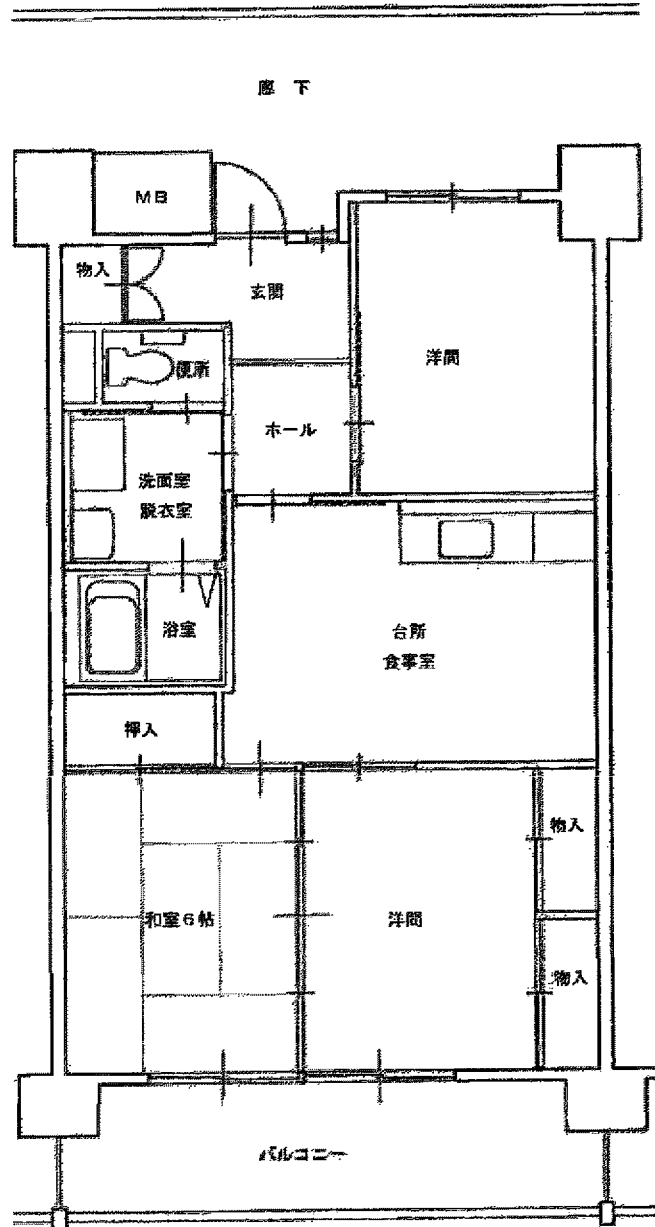 廊 下
MB
物入
玄関
便所
洋間
ホール
洗面室
脱衣室
浴室
台所
食事室
押入
物入
和室6帖
洋間
物入
バルコニー